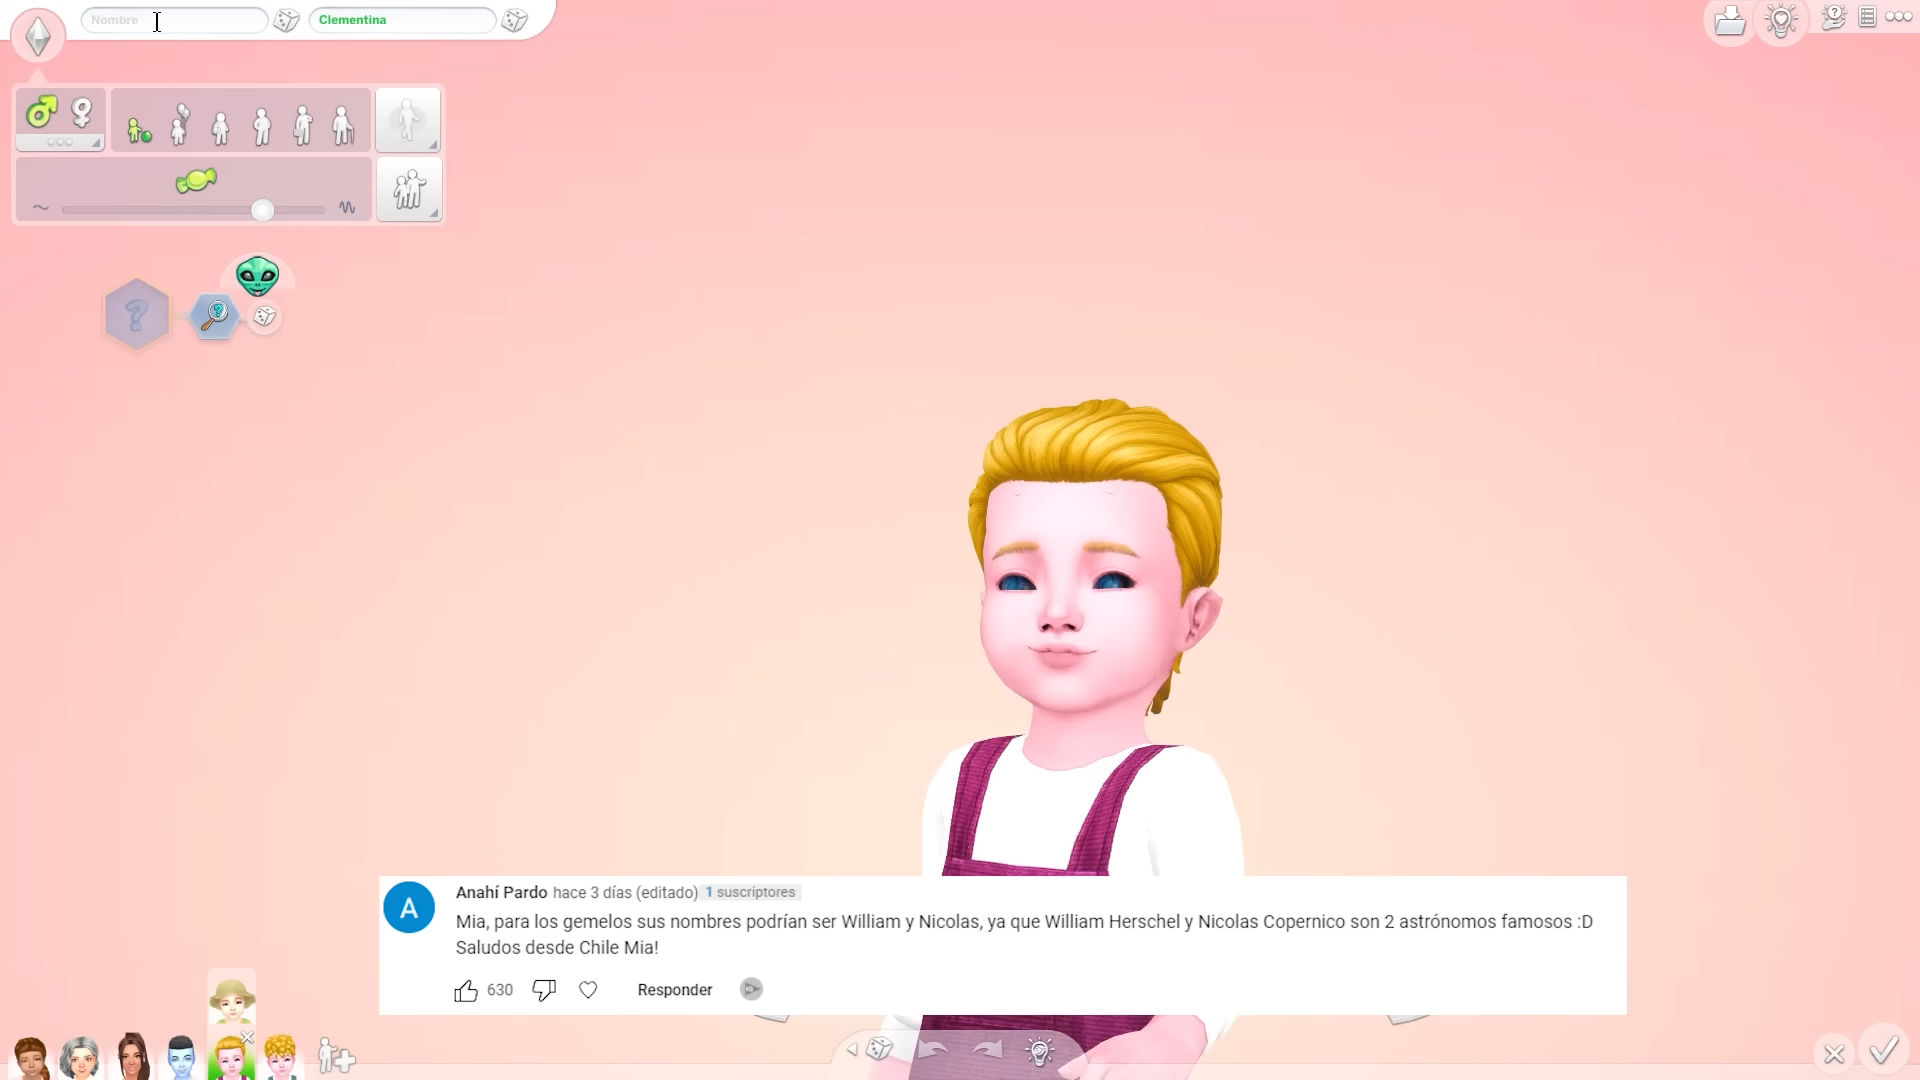 Nombre
Clementina
A
Anahí Pardo hace 3 días (editado) 1 suscriptores
Mia, para los gemelos sus nombres podrían ser William y Nicolas, ya que William Herschel y Nicolas Copernico son 2 astrónomos famosos :D
Saludos desde Chile Mia!
630 Responder